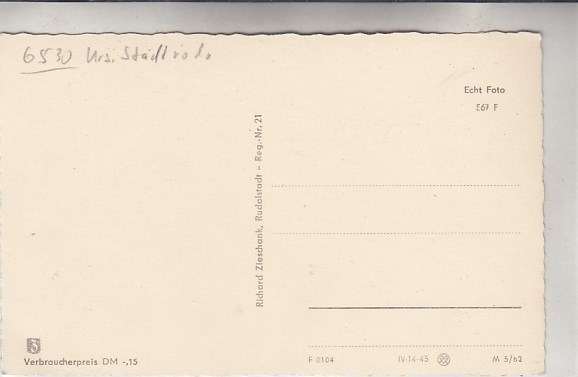 6530 Krs. Stadtroda
Echt Foto
S67 F
Richard Zieschank, Rudolstadt - Reg.-Nr. 21
Verbraucherpreis DM -,15
F 0104
IV-14-45
M 5/62